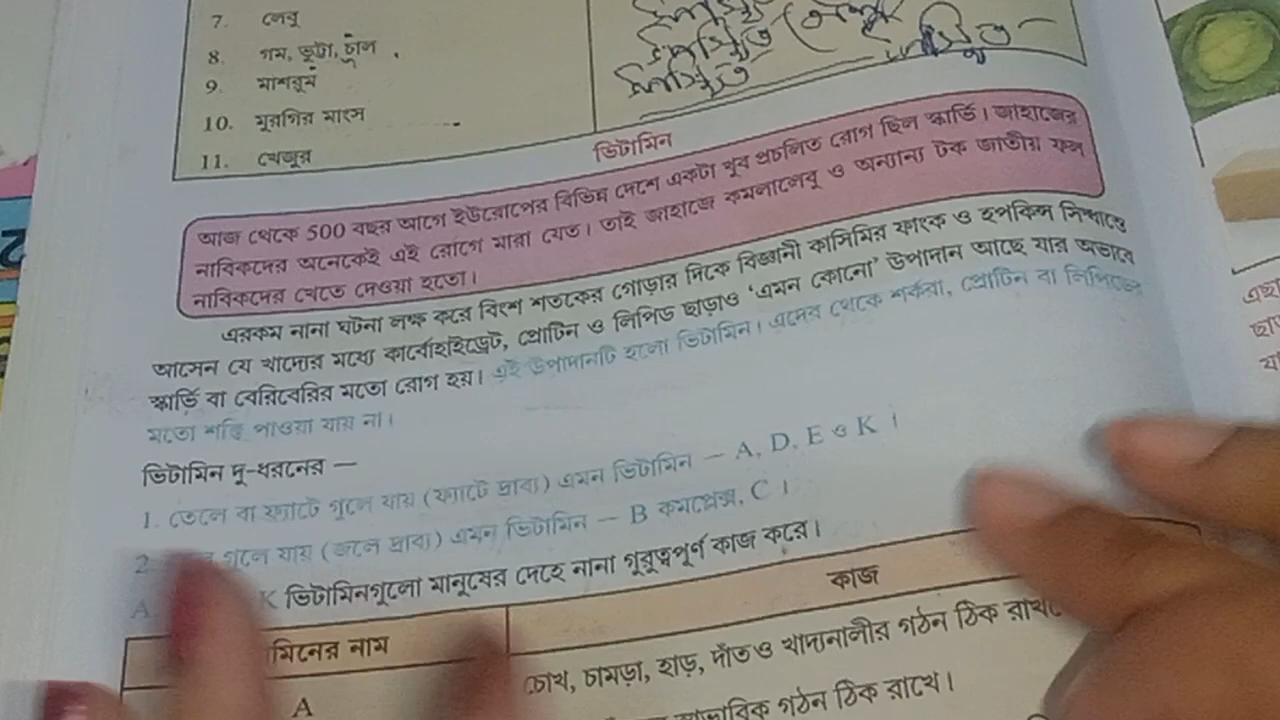 7. লেবু
8. গম, ভুট্টা, চাল
9. মাশরুম
10. মুরগির মাংস
11. খেজুর
ভিটামিন
আজ থেকে 500 বছর আগে ইউরোপের বিভিন্ন দেশে একটা খুব প্রচলিত রোগ ছিল স্কার্ভি। জাহাজের
নাবিকদের অনেকেই এই রোগে মারা যেত। তাই জাহাজে কমলালেবু ও অন্যান্য টক জাতীয় ফল
নাবিকদের খেতে দেওয়া হতো।
এরকম নানা ঘটনা লক্ষ করে বিংশ শতকের গোড়ার দিকে বিজ্ঞানী কাসিমির ফাংক ও হপকিন্স সিদ্ধান্তে
আসেন যে খাদ্যের মধ্যে কার্বোহাইড্রেট, প্রোটিন ও লিপিড ছাড়াও 'এমন কোনো' উপাদান আছে যার অভাবে
স্কার্ভি বা বেরিবেরির মতো রোগ হয়। এই উপাদানটি হলো ভিটামিন। এদের থেকে শর্করা, প্রোটিন বা লিপিডের
মতো শক্তি পাওয়া যায় না।
ভিটামিন দু-ধরনের —
1. তেলে বা ফ্যাটে গুলে যায় (ফ্যাটে দ্রাব্য) এমন ভিটামিন — A, D, E ও K ।
2. গুলে যায় (জলে দ্রাব্য) এমন ভিটামিন — B কমপ্লেক্স, C ।
A K ভিটামিনগুলো মানুষের দেহে নানা গুরুত্বপূর্ণ কাজ করে।
মিনের নাম
কাজ
A
চোখ, চামড়া, হাড়, দাঁত ও খাদ্যনালীর গঠন ঠিক রাখে
গঠন ঠিক রাখে।